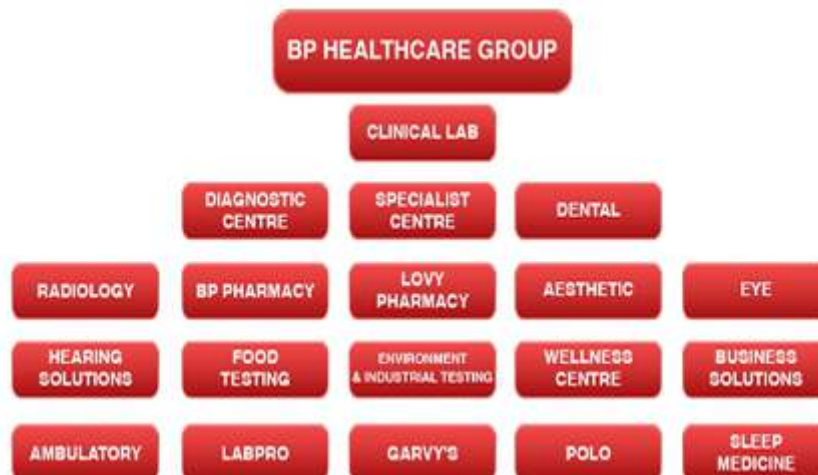 BP HEALTHCARE GROUP
CLINICAL LAB
DIAGNOSTIC
CENTRE
SPECIALIST
CENTRE
DENTAL
RADIOLOGY
BP PHARMACY
LOVY
PHARMACY
AESTHETIC
EYE
HEARING
SOLUTIONS
FOOD
TESTING
ENVIRONMENT
& INDUSTRIAL TESTING
WELLNESS
CENTRE
BUSINESS
SOLUTIONS
AMBULATORY
LABPRO
GARVY'S
POLO
SLEEP
MEDICINE